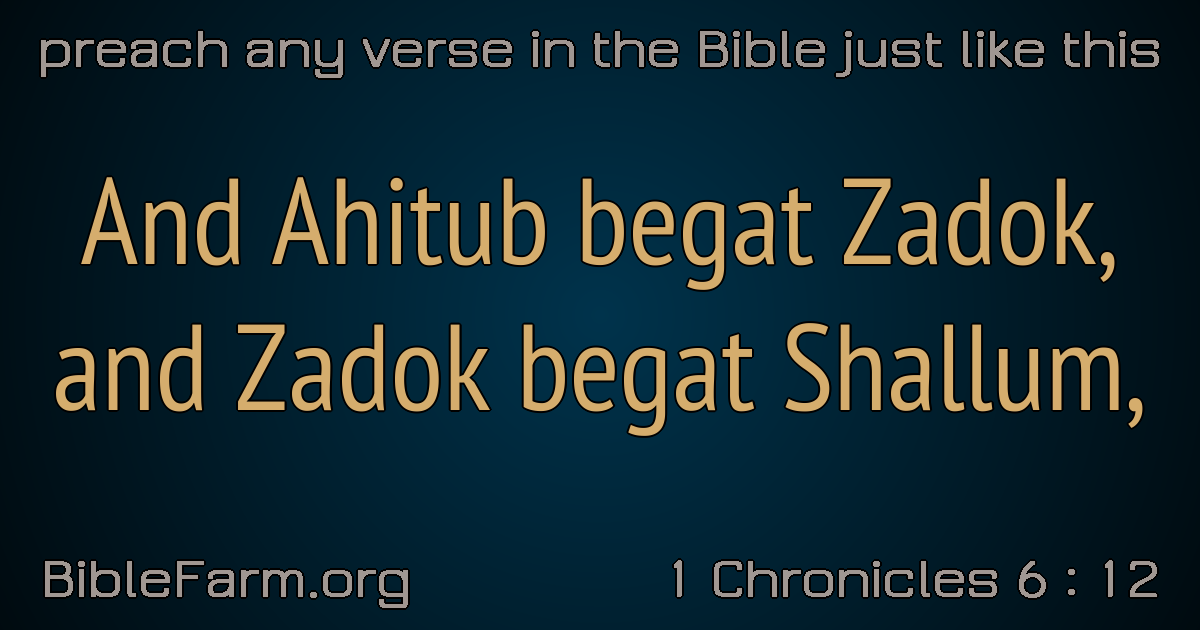 preach any verse in the Bible just like this
And Ahitub begat Zadok,
and Zadok begat Shallum,
BibleFarm.org
1 Chronicles 6 : 12